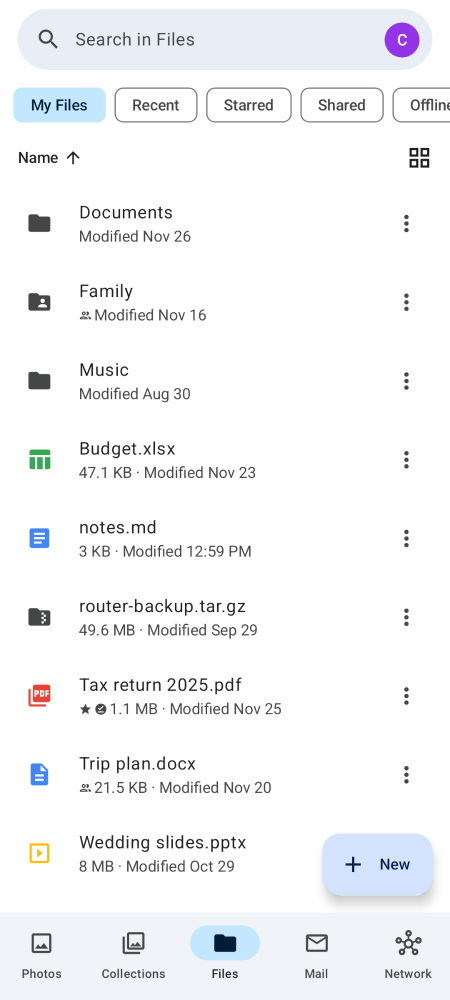 Search in Files
C
My Files
Recent
Starred
Shared
Offline
Name
Documents
Modified Nov 26
Family
Modified Nov 16
Music
Modified Aug 30
Budget.xlsx
47.1 KB · Modified Nov 23
notes.md
3 KB · Modified 12:59 PM
router-backup.tar.gz
49.6 MB · Modified Sep 29
PDF
Tax return 2025.pdf
1.1 MB · Modified Nov 25
Trip plan.docx
21.5 KB · Modified Nov 20
Wedding slides.pptx
8 MB · Modified Oct 29
New
Photos
Collections
Files
Mail
Network